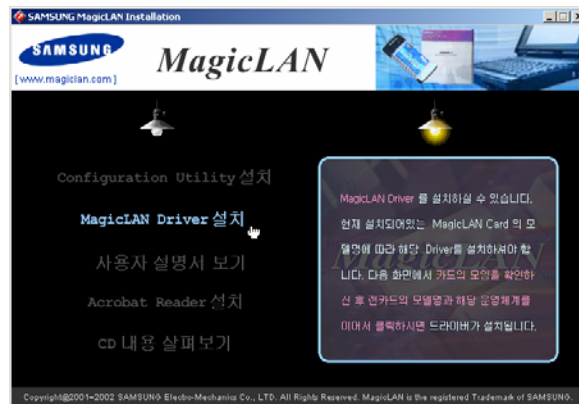 SAMSUNG MagicLAN Installation
SAMSUNG
[www.magiclan.com]
MagicLAN
Configuration Utility 설치
MagicLAN Driver 설치
사용자 설명서 보기
Acrobat Reader 설치
CD 내용 살펴보기
MagicLAN Driver 를 설치하실 수 있습니다.
현재 설치되어있는 MagicLAN Card 의 모
델명에 따라 해당 Driver를 설치하셔야 합
니다. 다음 화면에서 카드의 모양을 확인하
신 후 랜카드의 모델명과 해당 운영체계를
이어서 클릭하시면 드라이버가 설치됩니다.
Copyright@2001-2002 SAMSUNG Electro-Mechanics Co., LTD. All Rights Reserved. MagicLAN is the registered Trademark of SAMSUNG.